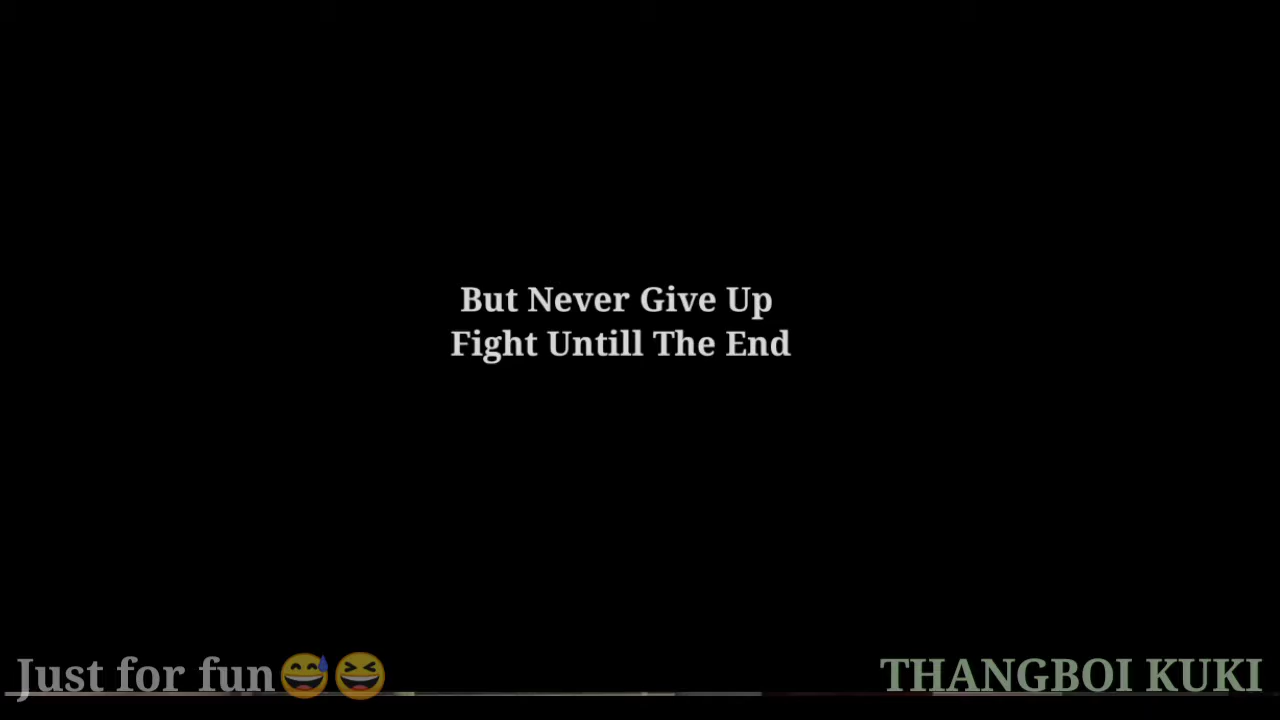 But Never Give Up
Fight Untill The End
Just for fun😅😆
THANGBOI KUKI